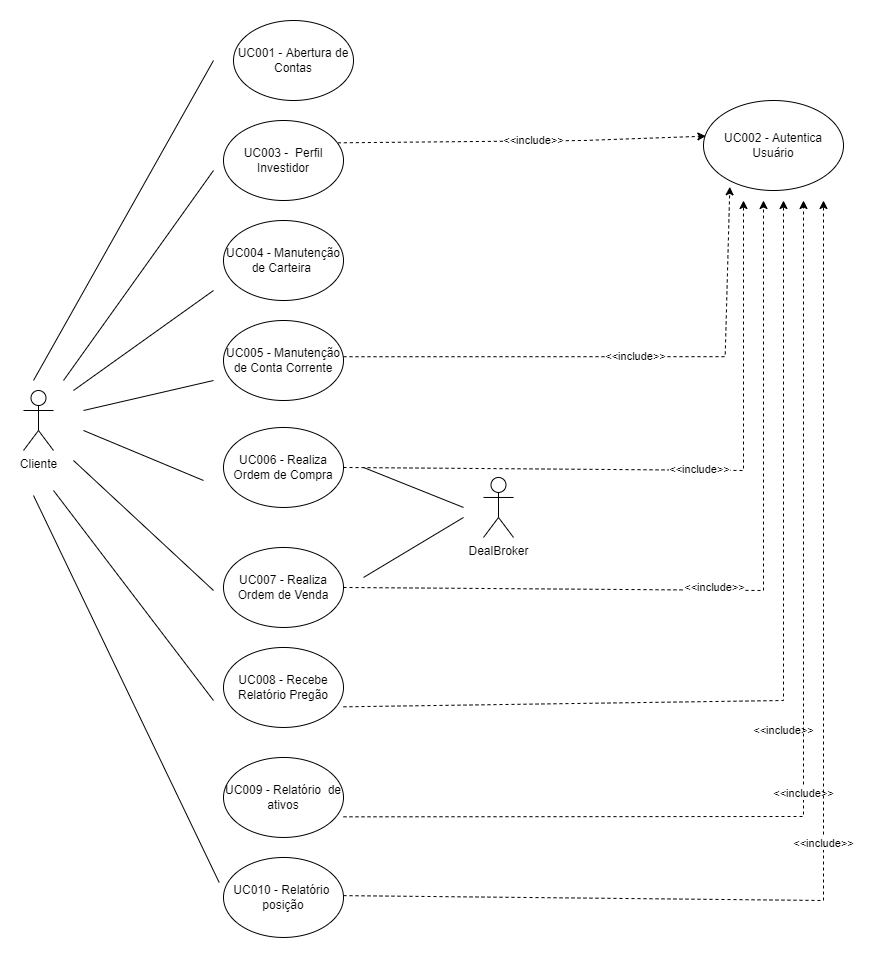 UC001 - Abertura de
Contas
UC003 - Perfil
Investidor
<<include>>
UC002 - Autentica
Usuário
UC004 - Manutenção
de Carteira
UC005 - Manutenção
de Conta Corrente
<<include>>
Cliente
UC006 - Realiza
Ordem de Compra
<<include>>
DealBroker
UC007 - Realiza
Ordem de Venda
<<include>>
UC008 - Recebe
Relatório Pregão
<<include>>
UC009 - Relatório de
ativos
<<include>>
<<include>>
UC010 - Relatório
posição